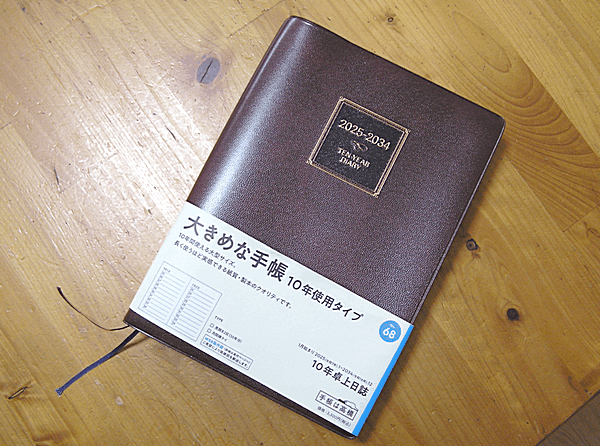 2025-2034
TEN-YEAR
DIARY
大きめな手帳 10年使用タイプ
10年間使える大型サイズ。
長く使うほど実感できる紙質・製本のクオリティです。
TYPE
No.
68
10年卓上日誌
手帳は高橋